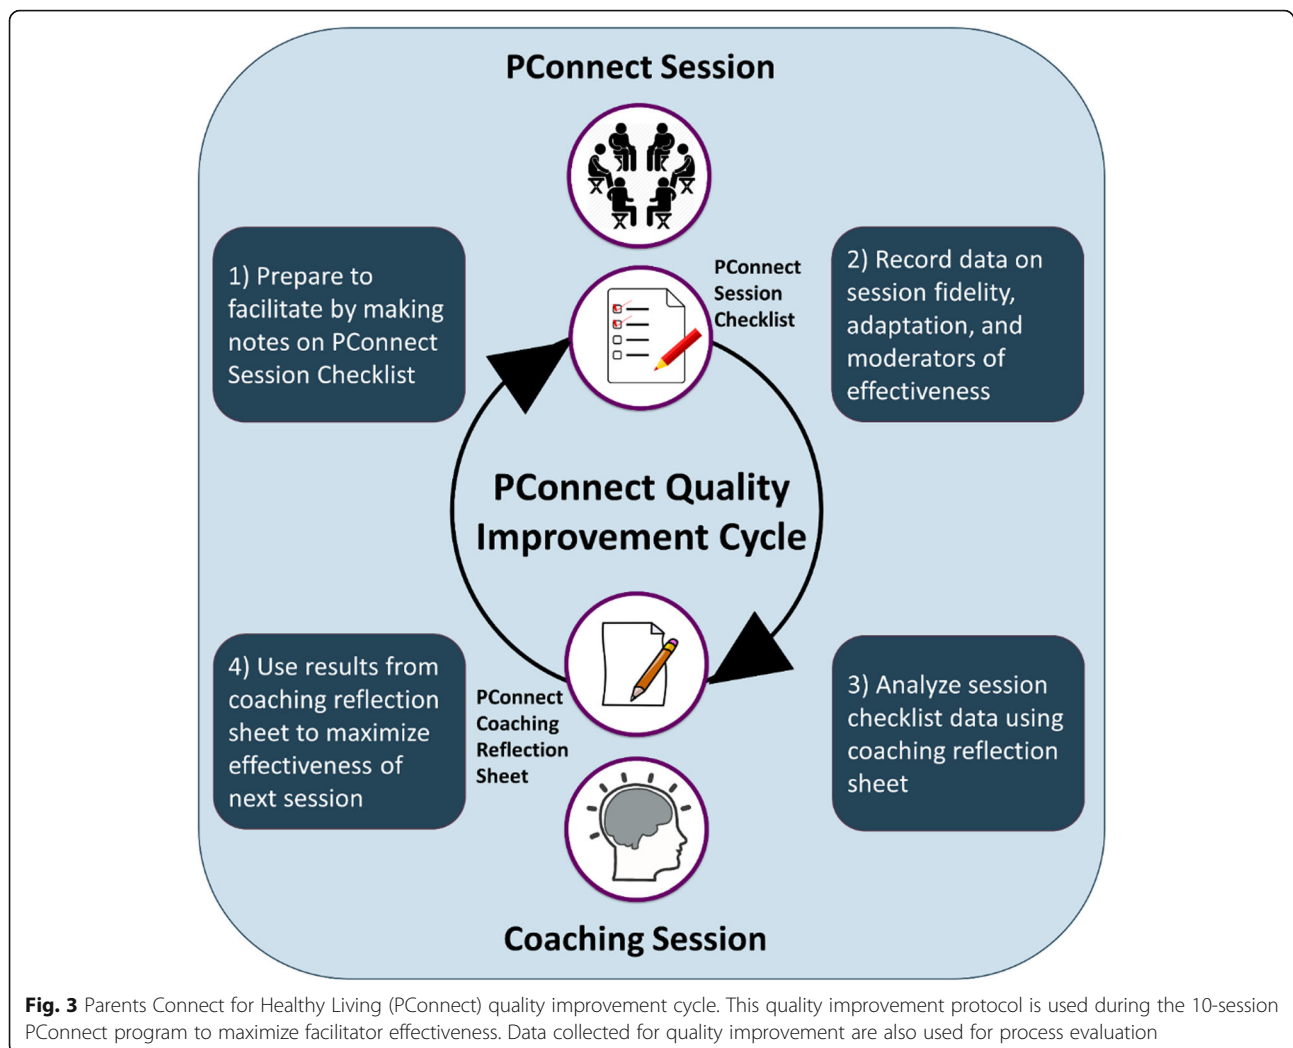 PConnect Session
1) Prepare to
facilitate by making
notes on PConnect
Session Checklist
PConnect
Session
Checklist
2) Record data on
session fidelity,
adaptation, and
moderators of
effectiveness
PConnect Quality
Improvement Cycle
4) Use results from
coaching reflection
sheet to maximize
effectiveness of
next session
PConnect
Coaching
Reflection
Sheet
3) Analyze session
checklist data using
coaching reflection
sheet
Coaching Session
Fig. 3 Parents Connect for Healthy Living (PConnect) quality improvement cycle. This quality improvement protocol is used during the 10-session
PConnect program to maximize facilitator effectiveness. Data collected for quality improvement are also used for process evaluation